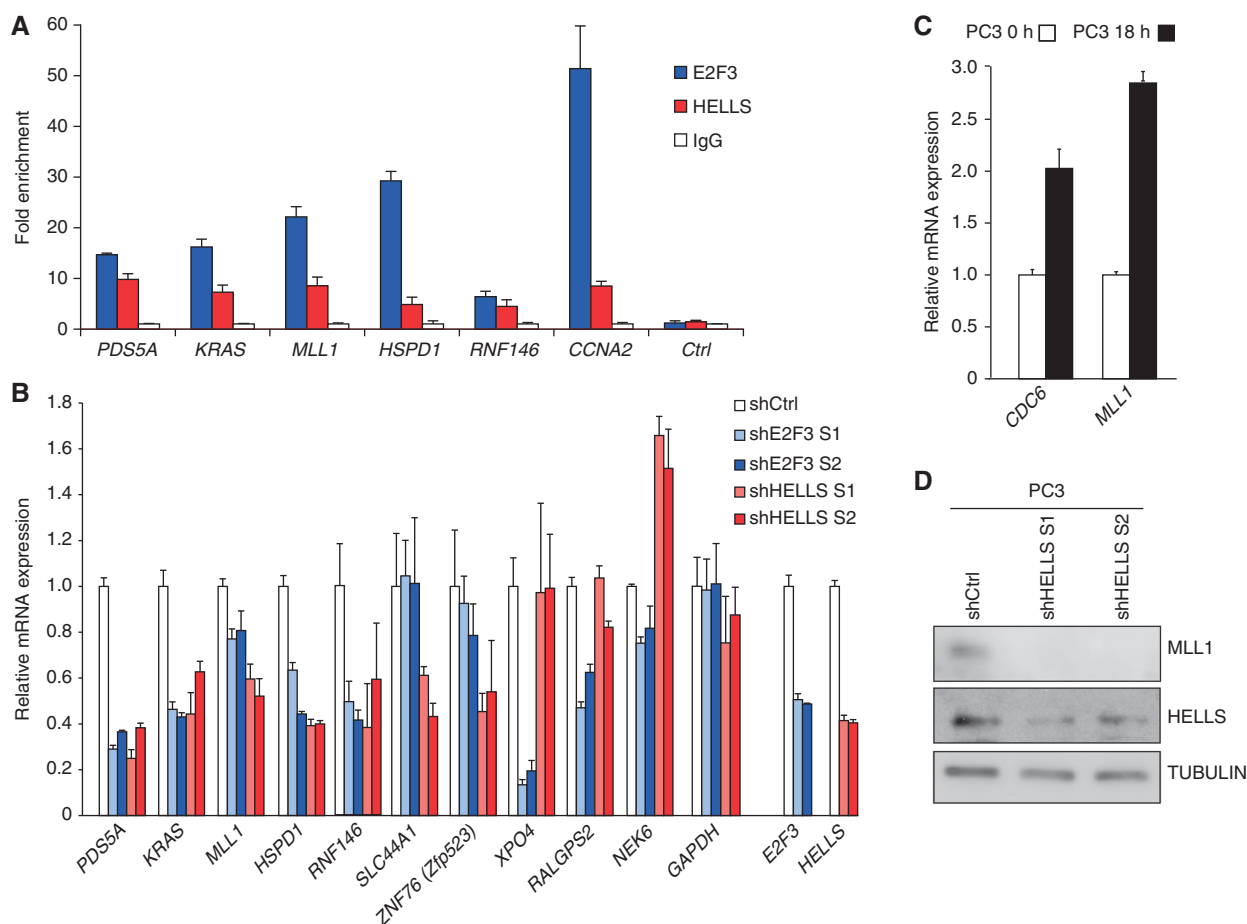 A
60
50
40
30
20
10
0
Fold enrichment
E2F3
HELLS
IgG
PDS5A KRAS MLL1 HSPD1 RNF146 CCNA2 Ctrl
C
PC3 0 h PC3 18 h
3.0
2.5
2.0
1.5
1.0
0.5
0
Relative mRNA expression
CDC6 MLL1
B
1.8
1.6
1.4
1.2
1.0
0.8
0.6
0.4
0.2
0
Relative mRNA expression
shCtrl
shE2F3 S1
shE2F3 S2
shHELLS S1
shHELLS S2
PDS5A KRAS MLL1 HSPD1 RNF146 SLC44A1 ZNF76 (Zfp523) XPO4 RALGPS2 NEK6 GAPDH E2F3 HELLS
D
PC3
shCtrl shHELLS S1 shHELLS S2
MLL1
HELLS
TUBULIN